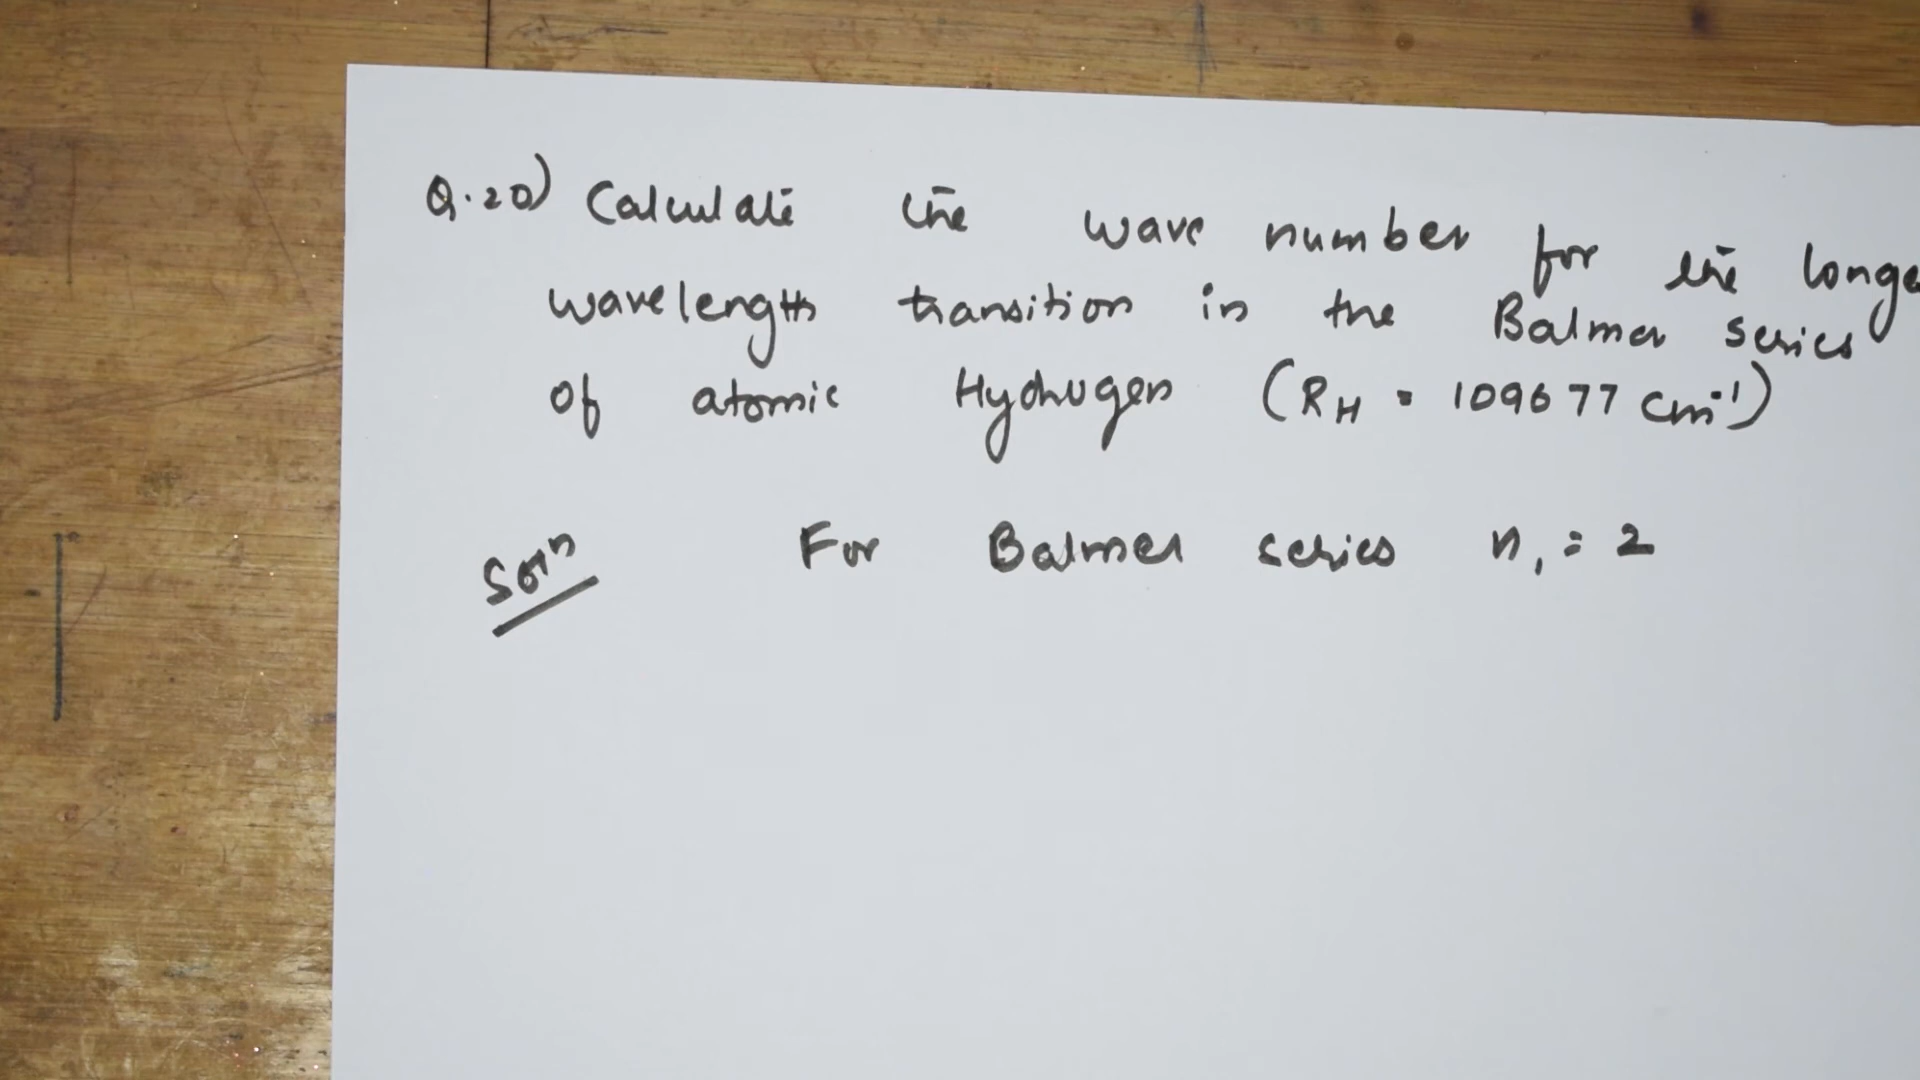 Q.20) Calculate the wave number for the longe
wavelength transition in the Balmer series
of atomic Hydrogen (RH = 109677 cm⁻¹)
Soln For Balmer series n₁ = 2